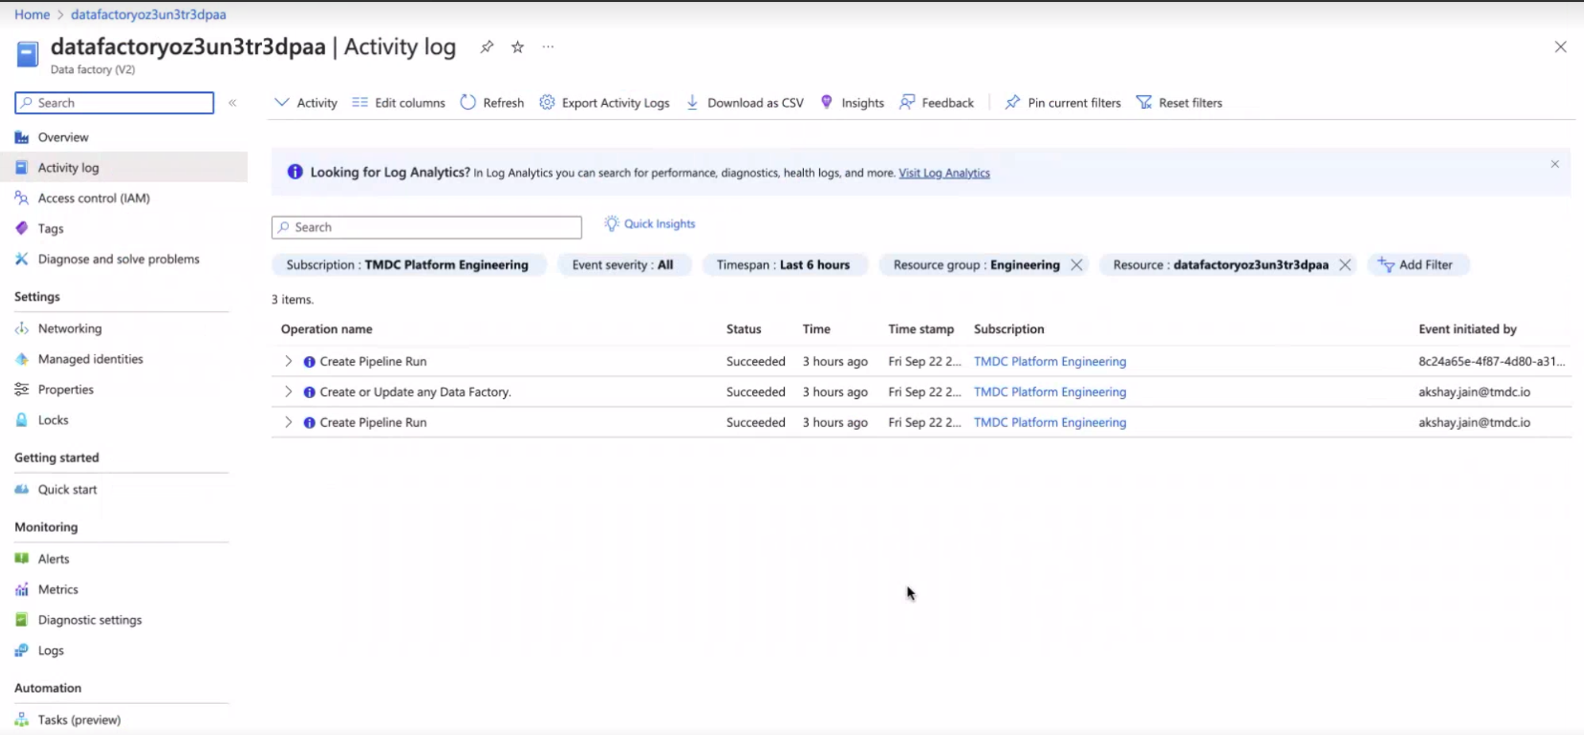 Home > datafactoryoz3un3tr3dpaa
datafactoryoz3un3tr3dpaa | Activity log ...
Data factory (V2)
Search «
Overview
Activity log
Access control (IAM)
Tags
Diagnose and solve problems
Settings
Networking
Managed identities
Properties
Locks
Getting started
Quick start
Monitoring
Alerts
Metrics
Diagnostic settings
Logs
Automation
Tasks (preview)
Activity Edit columns Refresh Export Activity Logs Download as CSV Insights Feedback Pin current filters Reset filters
Looking for Log Analytics? In Log Analytics you can search for performance, diagnostics, health logs, and more. Visit Log Analytics
Search Quick Insights
Subscription : TMDC Platform Engineering Event severity : All Timespan : Last 6 hours Resource group : Engineering Resource : datafactoryoz3un3tr3dpaa Add Filter
3 items.
Operation name Status Time Time stamp Subscription Event initiated by
Create Pipeline Run Succeeded 3 hours ago Fri Sep 22 2... TMDC Platform Engineering 8c24a65e-4f87-4d80-a31...
Create or Update any Data Factory. Succeeded 3 hours ago Fri Sep 22 2... TMDC Platform Engineering akshay.jain@tmdc.io
Create Pipeline Run Succeeded 3 hours ago Fri Sep 22 2... TMDC Platform Engineering akshay.jain@tmdc.io